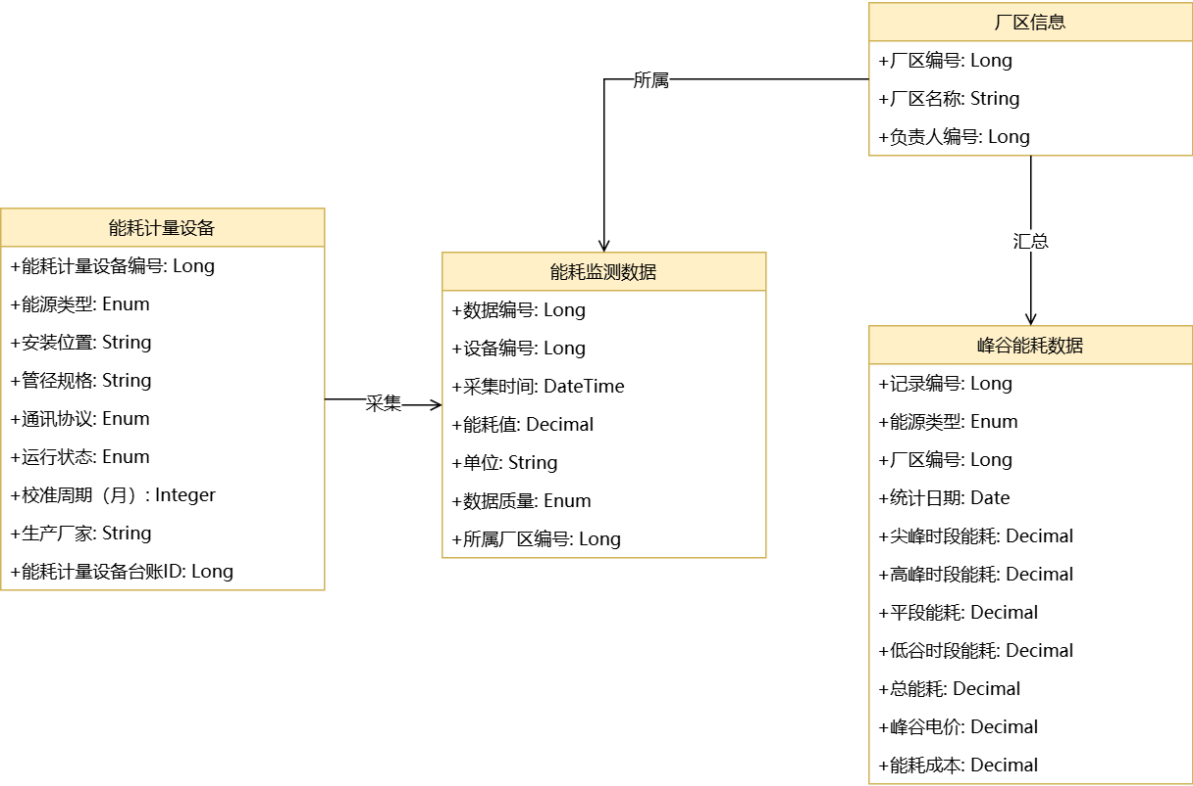 厂区信息
+厂区编号: Long
+厂区名称: String
+负责人编号: Long
所属
汇总
能耗计量设备
+能耗计量设备编号: Long
+能源类型: Enum
+安装位置: String
+管径规格: String
+通讯协议: Enum
+运行状态: Enum
+校准周期（月）: Integer
+生产厂家: String
+能耗计量设备台账ID: Long
采集
能耗监测数据
+数据编号: Long
+设备编号: Long
+采集时间: DateTime
+能耗值: Decimal
+单位: String
+数据质量: Enum
+所属厂区编号: Long
峰谷能耗数据
+记录编号: Long
+能源类型: Enum
+厂区编号: Long
+统计日期: Date
+尖峰时段能耗: Decimal
+高峰时段能耗: Decimal
+平段能耗: Decimal
+低谷时段能耗: Decimal
+总能耗: Decimal
+峰谷电价: Decimal
+能耗成本: Decimal